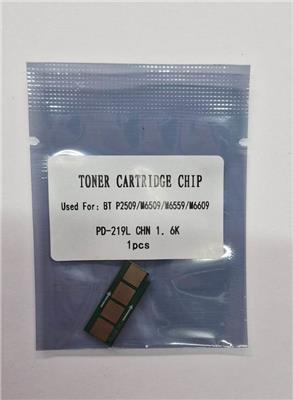 TONER CARTRIDGE CHIP
Used For: BT P2509/M6509/M6559/M6609
PD-219L CHN 1. 6K
1pcs